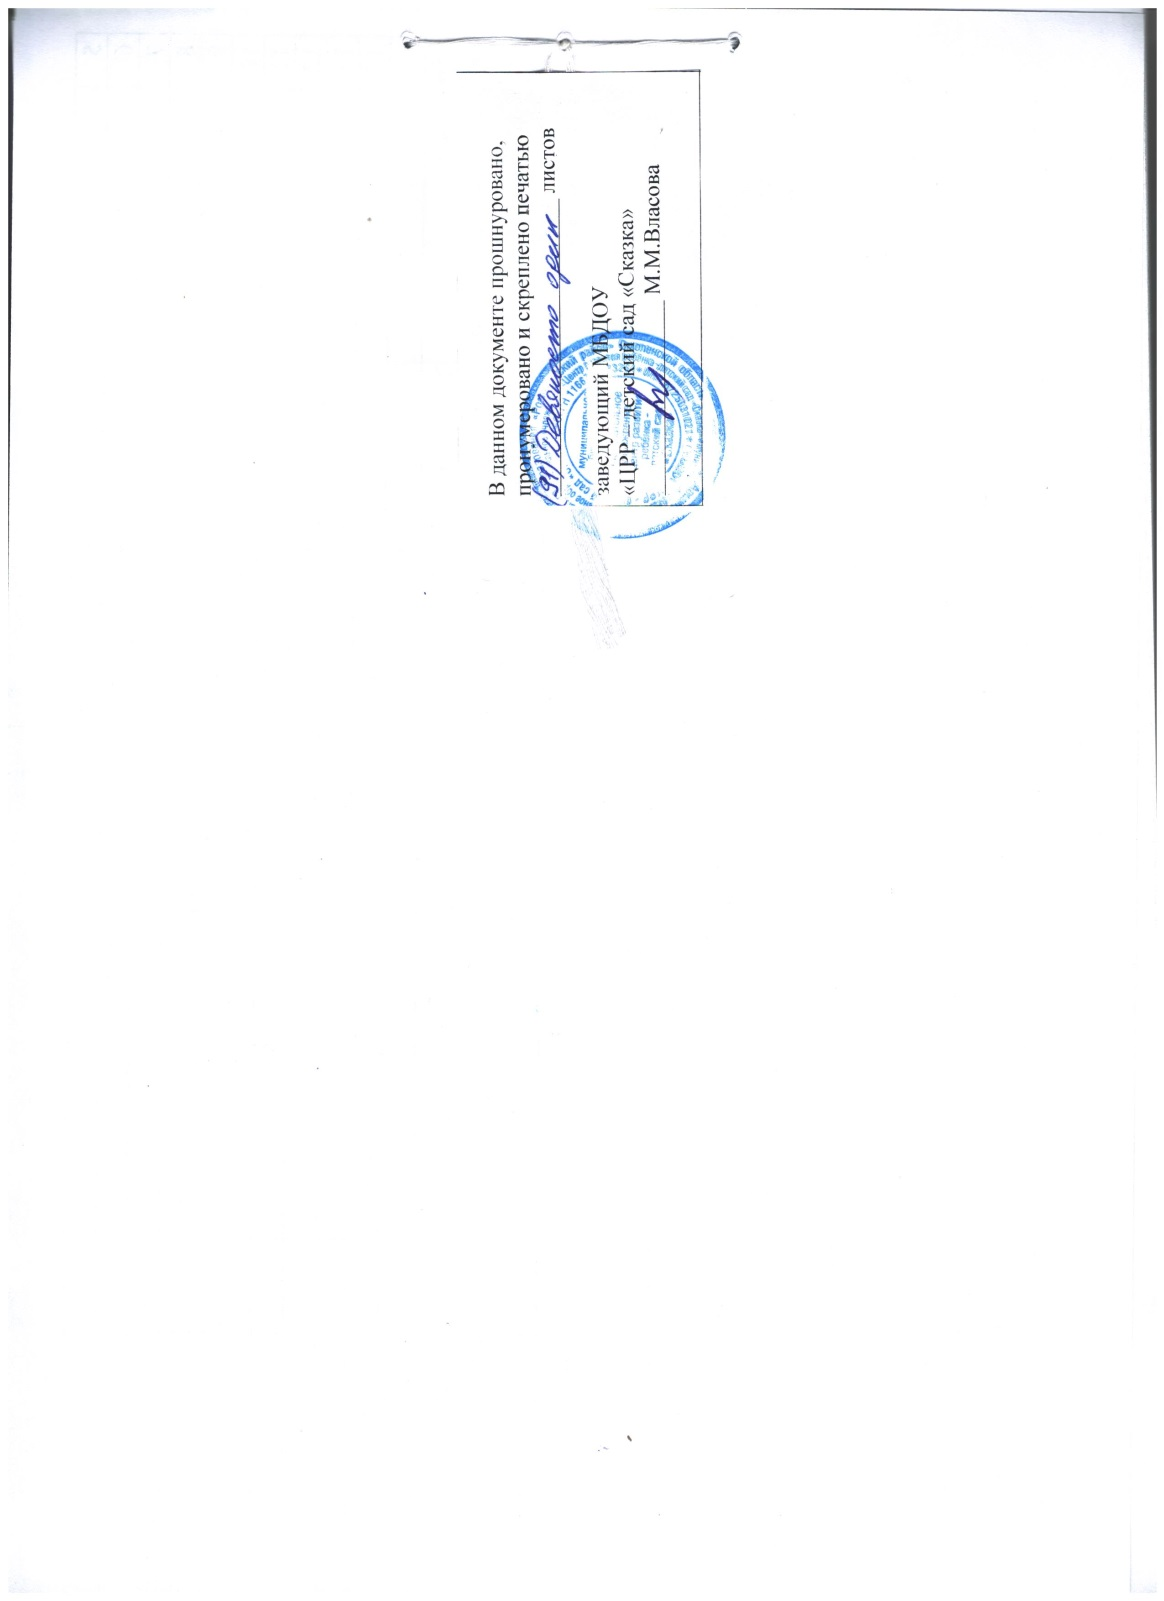 В данном документе прошнуровано,
пронумеровано и скреплено печатью
(91) Девяносто один листов
заведующий МБДОУ
«ЦРР – детский сад «Сказка»
М.М.Власова